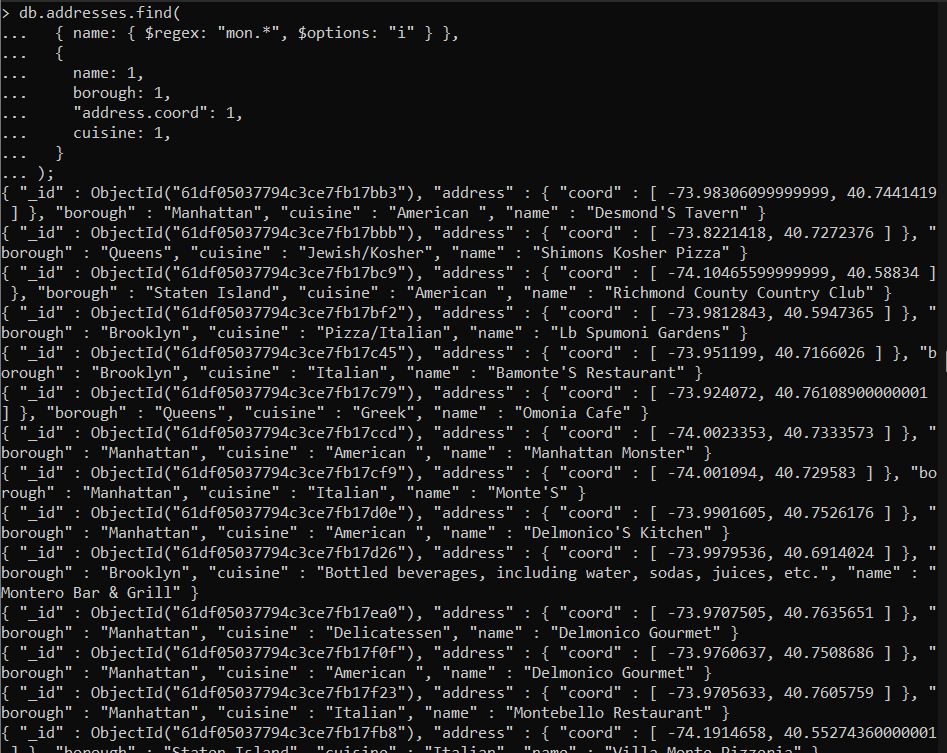 > db.addresses.find(
...   { name: { $regex: "mon.*", $options: "i" } },
...   {
...     name: 1,
...     borough: 1,
...     "address.coord": 1,
...     cuisine: 1,
...   }
... );
{ "_id" : ObjectId("61df05037794c3ce7fb17bb3"), "address" : { "coord" : [ -73.98306099999999, 40.7441419
 ] }, "borough" : "Manhattan", "cuisine" : "American ", "name" : "Desmond'S Tavern" }
{ "_id" : ObjectId("61df05037794c3ce7fb17bbb"), "address" : { "coord" : [ -73.8221418, 40.7272376 ] }, "
borough" : "Queens", "cuisine" : "Jewish/Kosher", "name" : "Shimons Kosher Pizza" }
{ "_id" : ObjectId("61df05037794c3ce7fb17bc9"), "address" : { "coord" : [ -74.10465599999999, 40.58834 ]
 }, "borough" : "Staten Island", "cuisine" : "American ", "name" : "Richmond County Country Club" }
{ "_id" : ObjectId("61df05037794c3ce7fb17bf2"), "address" : { "coord" : [ -73.9812843, 40.5947365 ] }, "
borough" : "Brooklyn", "cuisine" : "Pizza/Italian", "name" : "Lb Spumoni Gardens" }
{ "_id" : ObjectId("61df05037794c3ce7fb17c45"), "address" : { "coord" : [ -73.951199, 40.7166026 ] }, "b
orough" : "Brooklyn", "cuisine" : "Italian", "name" : "Bamonte'S Restaurant" }
{ "_id" : ObjectId("61df05037794c3ce7fb17c79"), "address" : { "coord" : [ -73.924072, 40.76108900000001 
] }, "borough" : "Queens", "cuisine" : "Greek", "name" : "Omonia Cafe" }
{ "_id" : ObjectId("61df05037794c3ce7fb17ccd"), "address" : { "coord" : [ -74.0023353, 40.7333573 ] }, "
borough" : "Manhattan", "cuisine" : "American ", "name" : "Manhattan Monster" }
{ "_id" : ObjectId("61df05037794c3ce7fb17cf9"), "address" : { "coord" : [ -74.001094, 40.729583 ] }, "bo
rough" : "Manhattan", "cuisine" : "Italian", "name" : "Monte'S" }
{ "_id" : ObjectId("61df05037794c3ce7fb17d0e"), "address" : { "coord" : [ -73.9901605, 40.7526176 ] }, "
borough" : "Manhattan", "cuisine" : "American ", "name" : "Delmonico'S Kitchen" }
{ "_id" : ObjectId("61df05037794c3ce7fb17d26"), "address" : { "coord" : [ -73.9979536, 40.6914024 ] }, "
borough" : "Brooklyn", "cuisine" : "Bottled beverages, including water, sodas, juices, etc.", "name" : "
Montero Bar & Grill" }
{ "_id" : ObjectId("61df05037794c3ce7fb17ea0"), "address" : { "coord" : [ -73.9707505, 40.7635651 ] }, "
borough" : "Manhattan", "cuisine" : "Delicatessen", "name" : "Delmonico Gourmet" }
{ "_id" : ObjectId("61df05037794c3ce7fb17f0f"), "address" : { "coord" : [ -73.9760637, 40.7508686 ] }, "
borough" : "Manhattan", "cuisine" : "American ", "name" : "Delmonico Gourmet" }
{ "_id" : ObjectId("61df05037794c3ce7fb17f23"), "address" : { "coord" : [ -73.9705633, 40.7605759 ] }, "
borough" : "Manhattan", "cuisine" : "Italian", "name" : "Montebello Restaurant" }
{ "_id" : ObjectId("61df05037794c3ce7fb17fb8"), "address" : { "coord" : [ -74.1914658, 40.55274360000001
 ] }, "borough" : "Staten Island", "cuisine" : "Italian", "name" : "Villa Monte Pizzeria" }